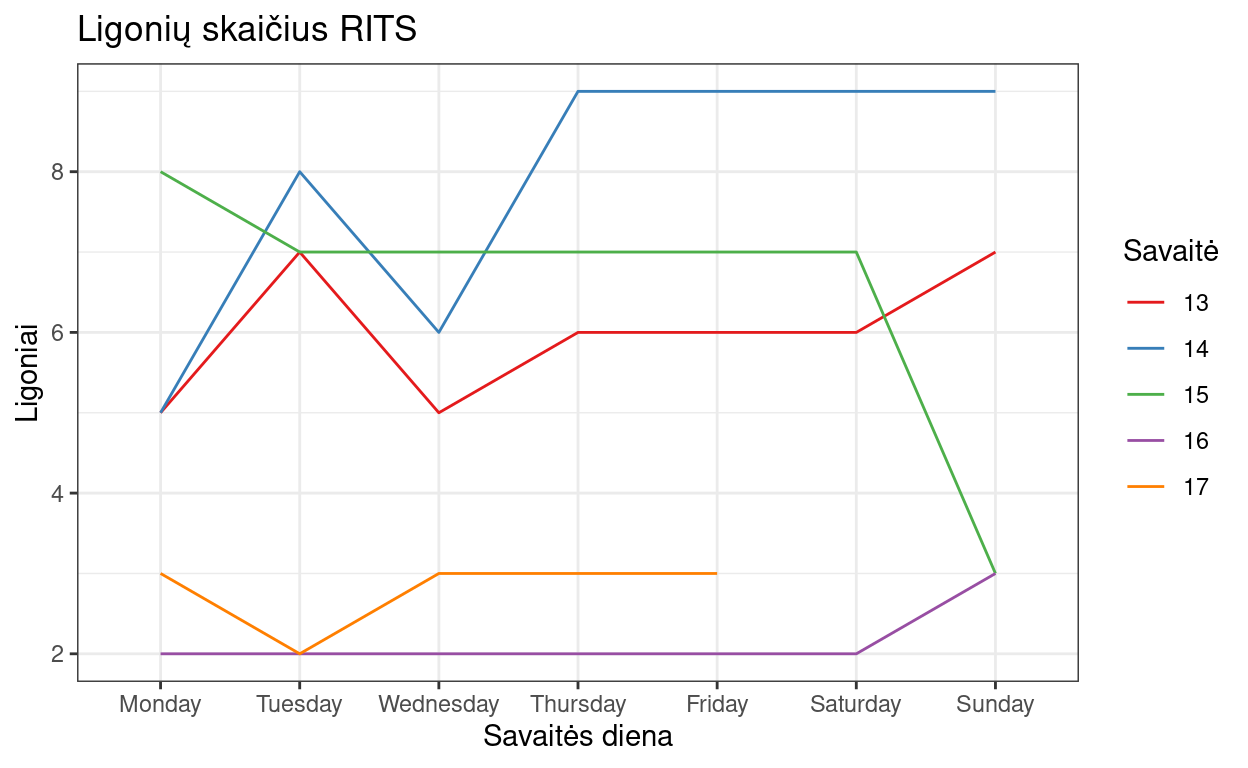 Ligonių skaičius RITS
8
6
4
2
Ligoniai
Monday Tuesday Wednesday Thursday Friday Saturday Sunday
Savaitės diena
Savaitė
13
14
15
16
17